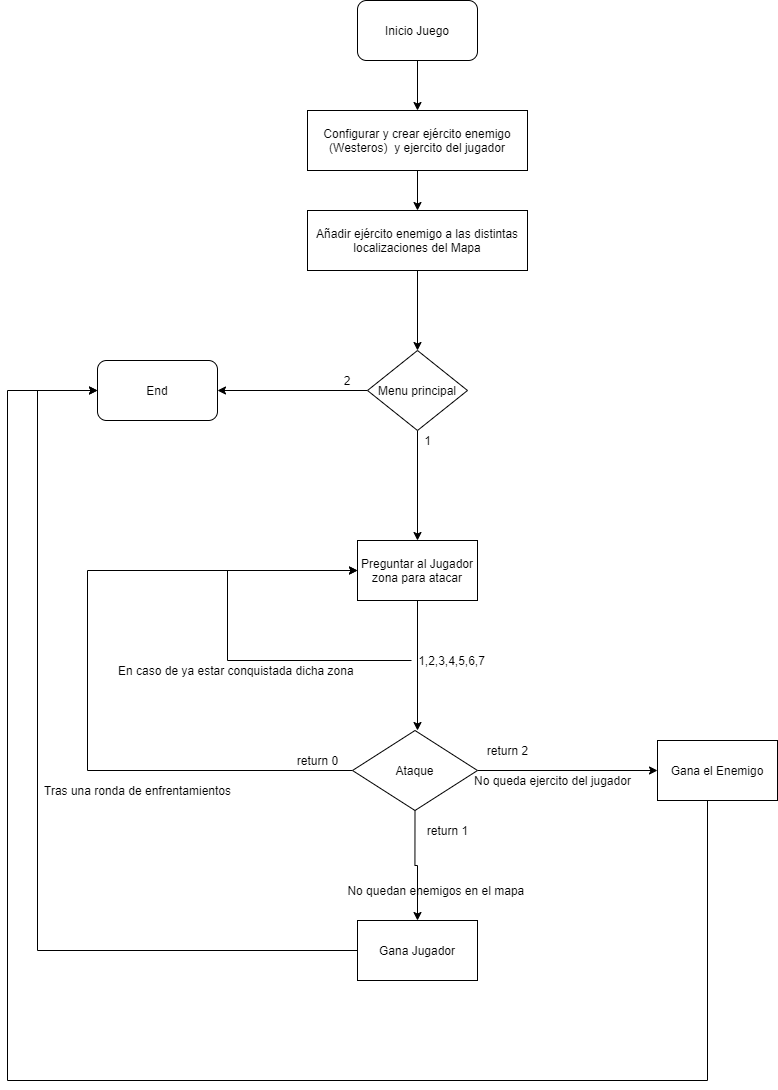 Inicio Juego
Configurar y crear ejército enemigo
(Westeros) y ejercito del jugador
Añadir ejército enemigo a las distintas
localizaciones del Mapa
End
2
Menu principal
1
Preguntar al Jugador
zona para atacar
1,2,3,4,5,6,7
En caso de ya estar conquistada dicha zona
return 0
Ataque
return 2
No queda ejercito del jugador
Gana el Enemigo
Tras una ronda de enfrentamientos
return 1
No quedan enemigos en el mapa
Gana Jugador